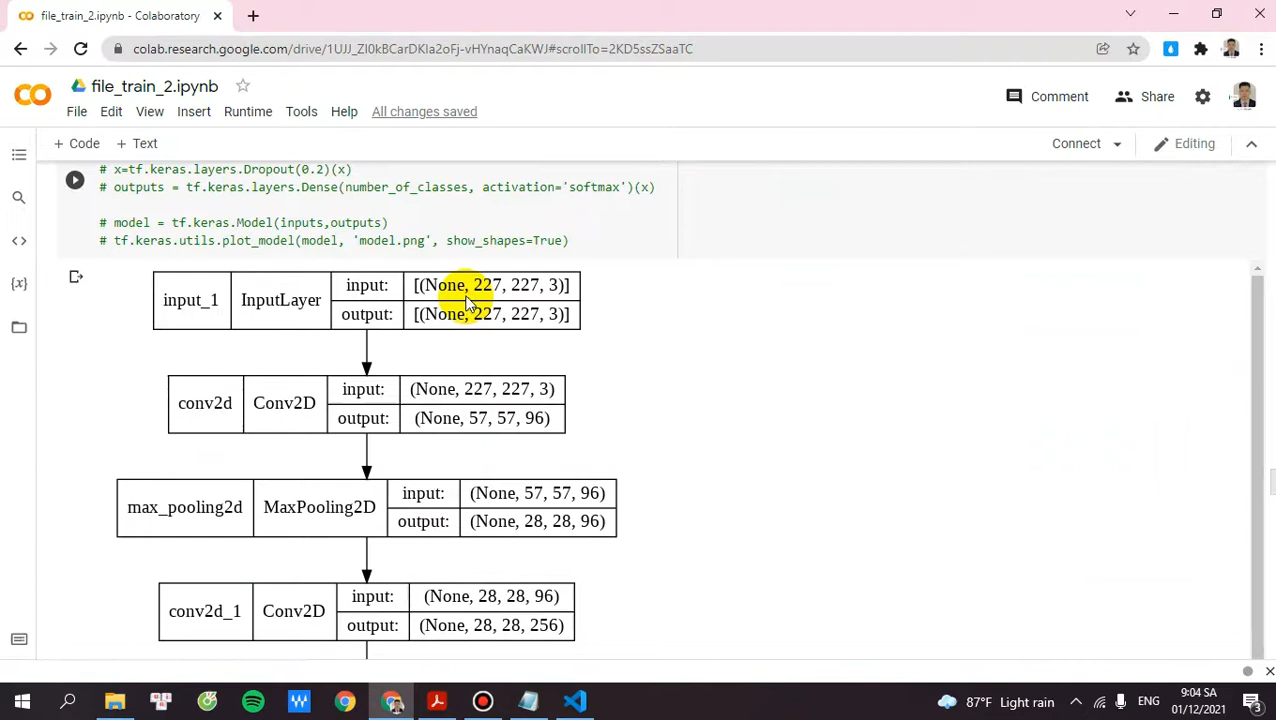 file_train_2.ipynb - Colaboratory
colab.research.google.com/drive/1UJJ_ZI0kBCarDKIa2oFj-vHYnaqCaKWJ#scrollTo=2KD5ssZSaaTC
file_train_2.ipynb
File Edit View Insert Runtime Tools Help All changes saved
Comment Share
+ Code + Text
Connect Editing
# x=tf.keras.layers.Dropout(0.2)(x)
# outputs = tf.keras.layers.Dense(number_of_classes, activation='softmax')(x)
# model = tf.keras.Model(inputs,outputs)
# tf.keras.utils.plot_model(model, 'model.png', show_shapes=True)
input_1 InputLayer input: [(None, 227, 227, 3)]
output: [(None, 227, 227, 3)]
conv2d Conv2D input: (None, 227, 227, 3)
output: (None, 57, 57, 96)
max_pooling2d MaxPooling2D input: (None, 57, 57, 96)
output: (None, 28, 28, 96)
conv2d_1 Conv2D input: (None, 28, 28, 96)
output: (None, 28, 28, 256)
{x}
87°F Light rain ENG 9:04 SA
01/12/2021
3